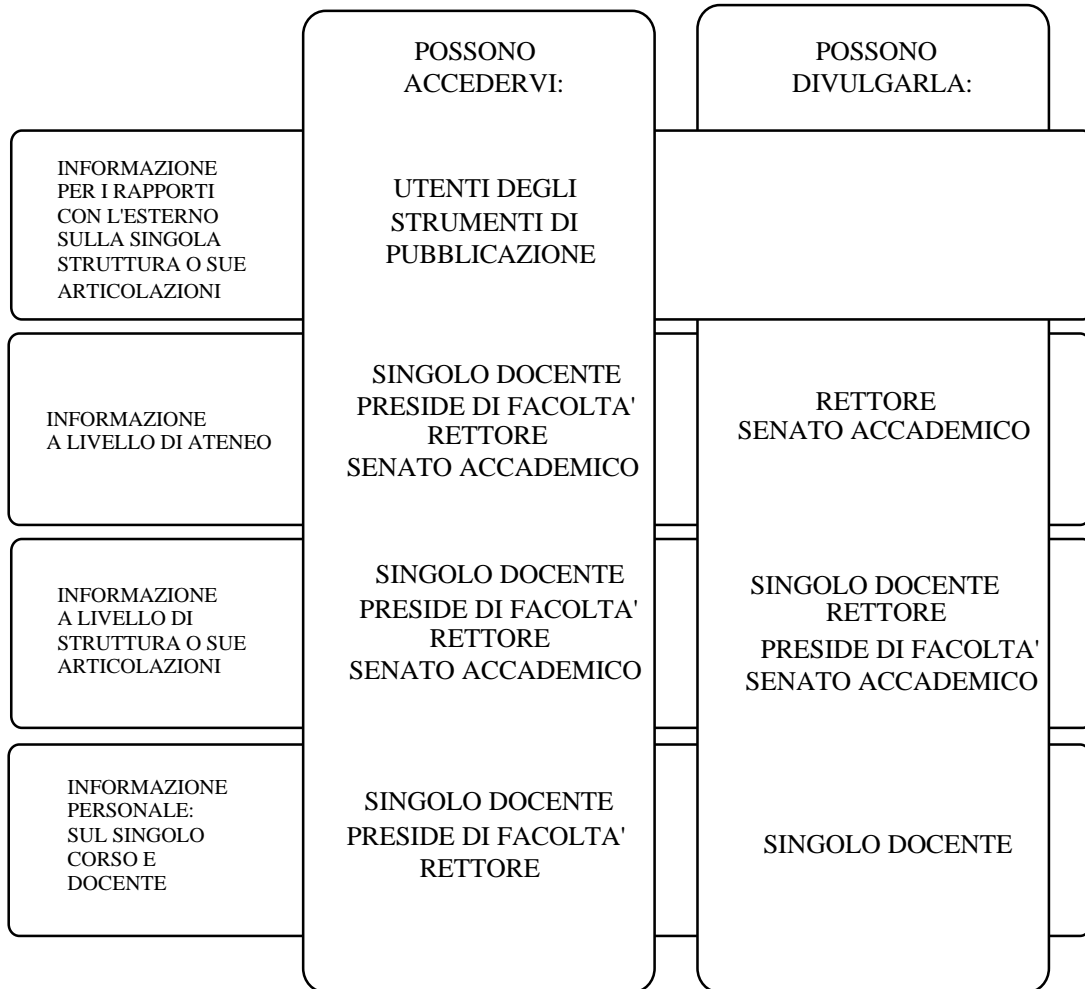 POSSONO
ACCEDERVI:
POSSONO
DIVULGARLA:
INFORMAZIONE
PER I RAPPORTI
CON L'ESTERNO
SULLA SINGOLA
STRUTTURA O SUE
ARTICOLAZIONI
UTENTI DEGLI
STRUMENTI DI
PUBBLICAZIONE
INFORMAZIONE
A LIVELLO DI ATENEO
SINGOLO DOCENTE
PRESIDE DI FACOLTA'
RETTORE
SENATO ACCADEMICO
RETTORE
SENATO ACCADEMICO
INFORMAZIONE
A LIVELLO DI
STRUTTURA O SUE
ARTICOLAZIONI
SINGOLO DOCENTE
PRESIDE DI FACOLTA'
RETTORE
SENATO ACCADEMICO
SINGOLO DOCENTE
RETTORE
PRESIDE DI FACOLTA'
SENATO ACCADEMICO
INFORMAZIONE
PERSONALE:
SUL SINGOLO
CORSO E
DOCENTE
SINGOLO DOCENTE
PRESIDE DI FACOLTA'
RETTORE
SINGOLO DOCENTE